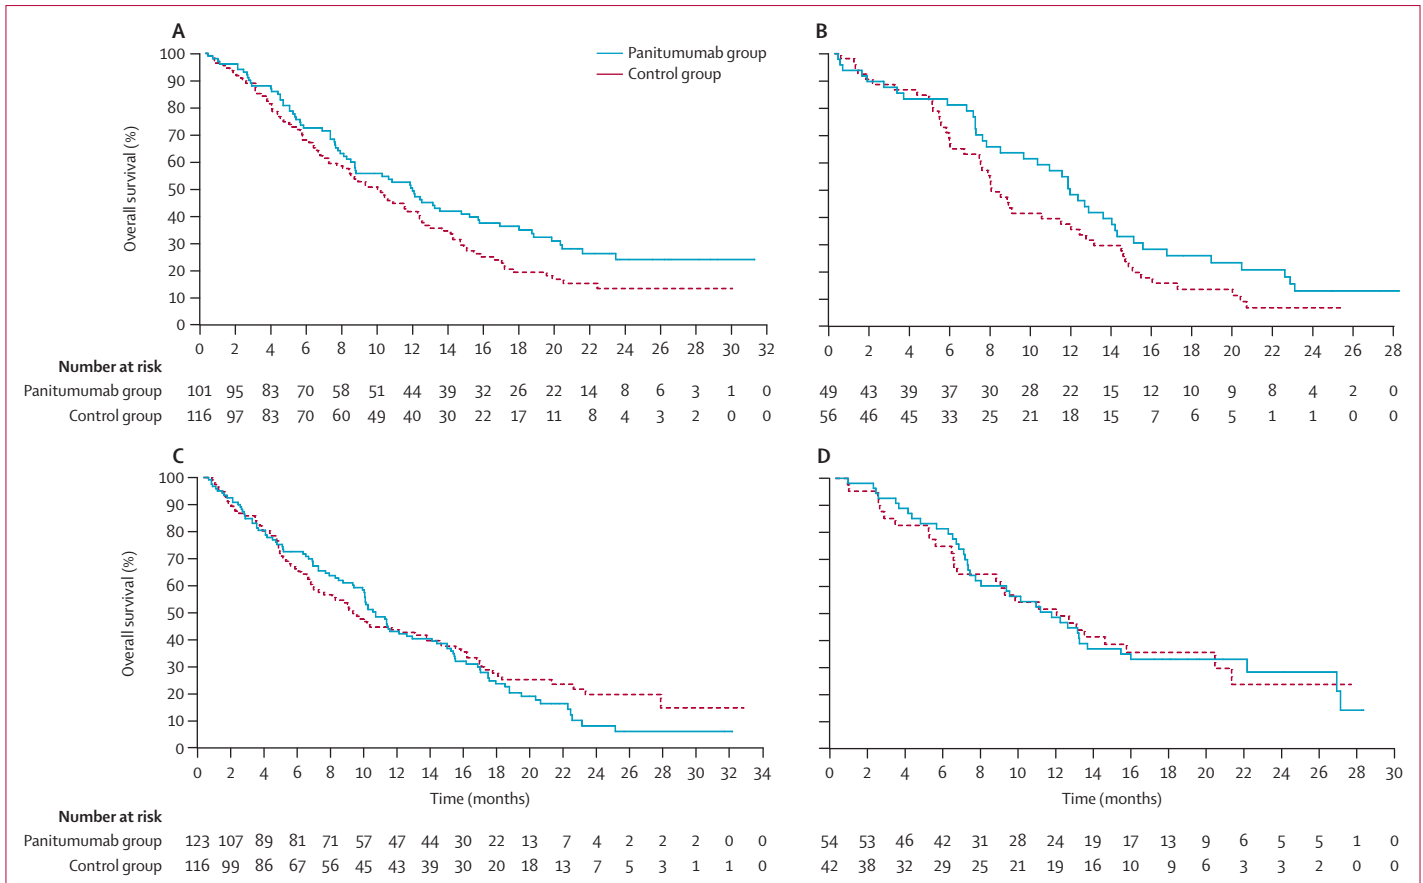 A
B
Panitumumab group
Control group
Overall survival (%)
100
90
80
70
60
50
40
30
20
10
0
0 2 4 6 8 10 12 14 16 18 20 22 24 26 28 30 32
0 2 4 6 8 10 12 14 16 18 20 22 24 26 28
Number at risk
Panitumumab group 101 95 83 70 58 51 44 39 32 26 22 14 8 6 3 1 0 49 43 39 37 30 28 22 15 12 10 9 8 4 2 0
Control group 116 97 83 70 60 49 40 30 22 17 11 8 4 3 2 0 0 56 46 45 33 25 21 18 15 7 6 5 1 1 0 0
C
D
Overall survival (%)
100
90
80
70
60
50
40
30
20
10
0
0 2 4 6 8 10 12 14 16 18 20 22 24 26 28 30 32 34
0 2 4 6 8 10 12 14 16 18 20 22 24 26 28 30
Time (months)
Time (months)
Number at risk
Panitumumab group 123 107 89 81 71 57 47 44 30 22 13 7 4 2 2 2 0 0 54 53 46 42 31 28 24 19 17 13 9 6 5 5 1 0
Control group 116 99 86 67 56 45 43 39 30 20 18 13 7 5 3 1 1 0 42 38 32 29 25 21 19 16 10 9 6 3 3 2 0 0